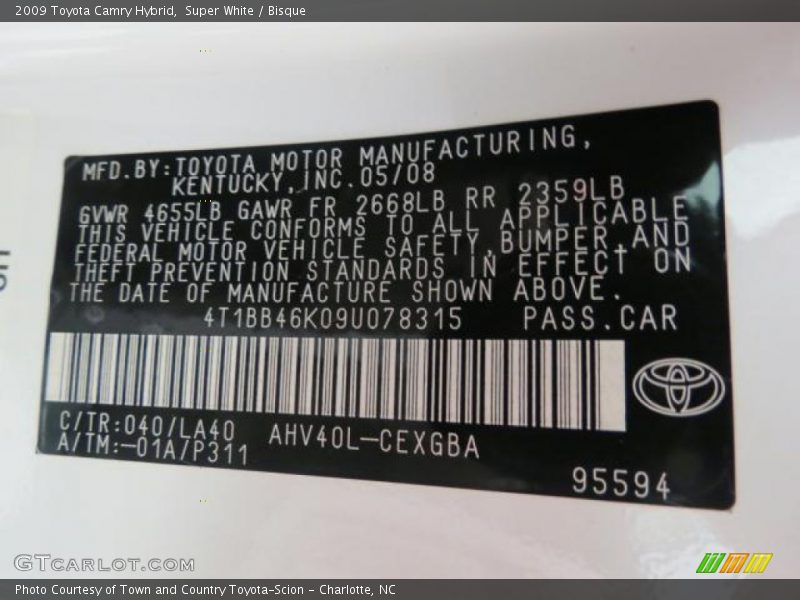 2009 Toyota Camry Hybrid, Super White / Bisque
MFD. BY: TOYOTA MOTOR MANUFACTURING,
KENTUCKY, INC. 05/08
GVWR 4655LB GAWR FR 2668LB RR 2359LB
THIS VEHICLE CONFORMS TO ALL APPLICABLE
FEDERAL MOTOR VEHICLE SAFETY, BUMPER, AND
THEFT PREVENTION STANDARDS IN EFFECT ON
THE DATE OF MANUFACTURE SHOWN ABOVE.
4T1BB46K09U078315 PASS. CAR
C/TR:040/LA40 AHV40L-CEXGBA
A/TM:-01A/P311
95594
GTCARLOT.COM
Photo Courtesy of Town and Country Toyota-Scion - Charlotte, NC